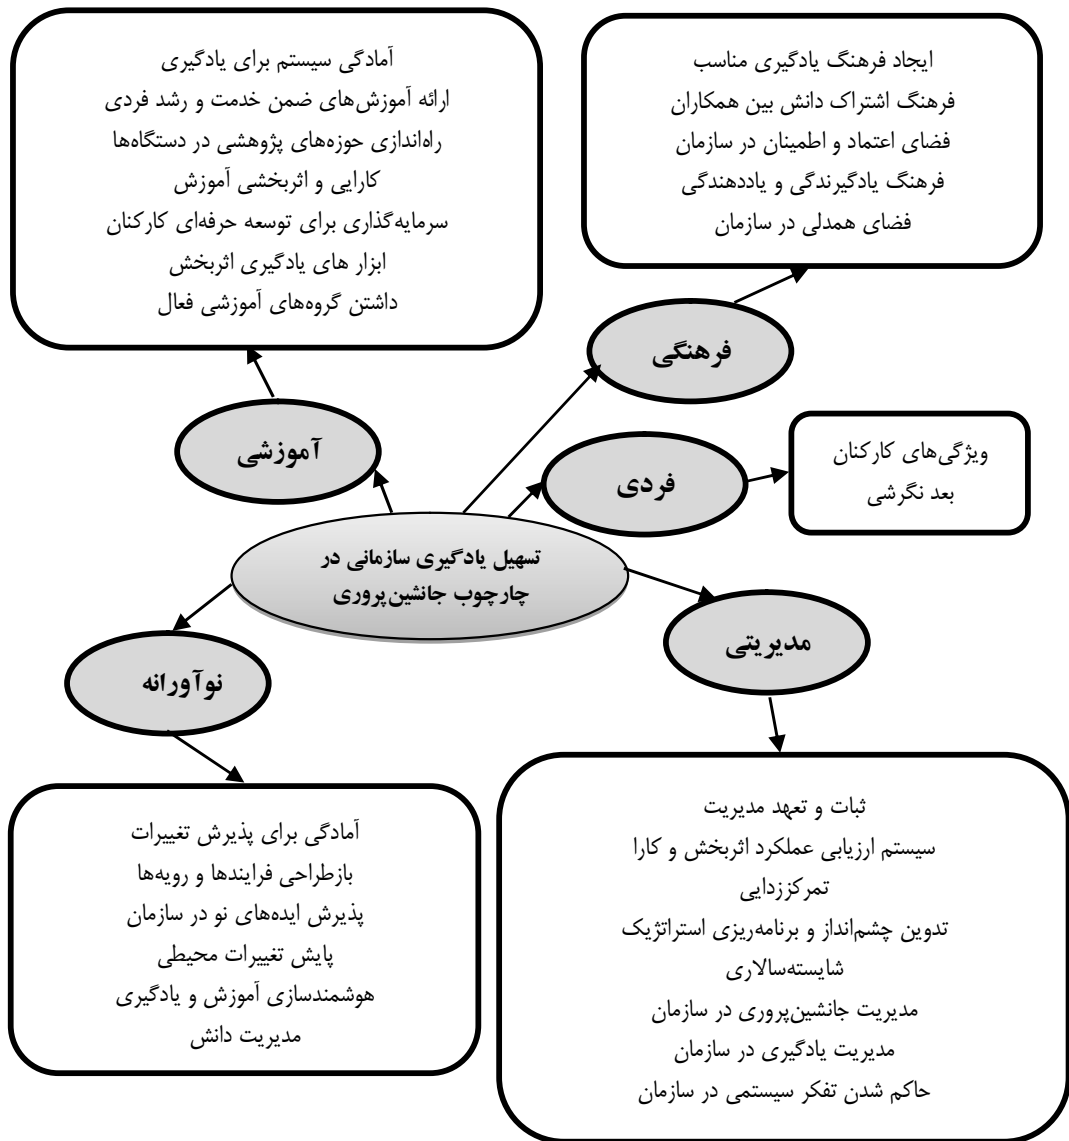 ایجاد فرهنگ یادگیری مناسب
فرهنگ اشتراک دانش بین همکاران
فضای اعتماد و اطمینان در سازمان
فرهنگ یادگیرندگی و یاددهندگی
فضای همدلی در سازمان
آمادگی سیستم برای یادگیری
ارائه آموزش‌های ضمن خدمت و رشد فردی
راه‌اندازی حوزه‌های پژوهشی در دستگاه‌ها
کارایی و اثربخشی آموزش
سرمایه‌گذاری برای توسعه حرفه‌ای کارکنان
ابزار های یادگیری اثربخش
داشتن گروه‌های آموزشی فعال
فرهنگی
آموزشی
فردی
ویژگی‌های کارکنان
بعد نگرشی
تسهیل یادگیری سازمانی در
چارچوب جانشین‌پروری
مدیریتی
نوآورانه
ثبات و تعهد مدیریت
سیستم ارزیابی عملکرد اثربخش و کارا
تمرکززدایی
تدوین چشم‌انداز و برنامه‌ریزی استراتژیک
شایسته‌سالاری
مدیریت جانشین‌پروری در سازمان
مدیریت یادگیری در سازمان
حاکم شدن تفکر سیستمی در سازمان
آمادگی برای پذیرش تغییرات
بازطراحی فرایندها و رویه‌ها
پذیرش ایده‌های نو در سازمان
پایش تغییرات محیطی
هوشمندسازی آموزش و یادگیری
مدیریت دانش